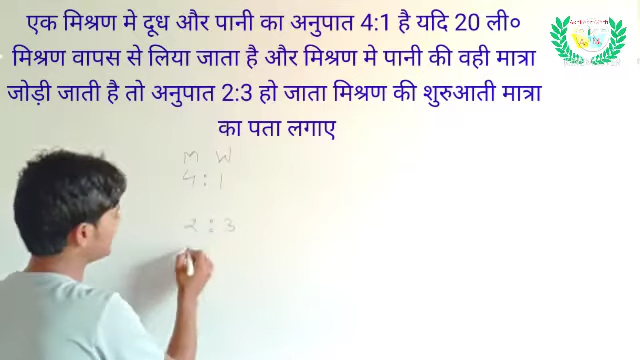 एक मिश्रण मे दूध और पानी का अनुपात 4:1 है यदि 20 ली०
मिश्रण वापस से लिया जाता है और मिश्रण मे पानी की वही मात्रा
जोड़ी जाती है तो अनुपात 2:3 हो जाता मिश्रण की शुरुआती मात्रा
का पता लगाए
M W
4 : 1
2 : 3